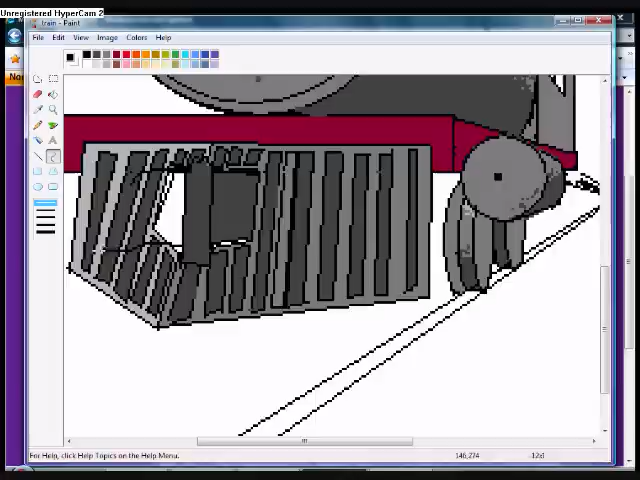 Unregistered HyperCam 2
train - Paint
File Edit View Image Colors Help
For Help, click Help Topics on the Help Menu.
146,274